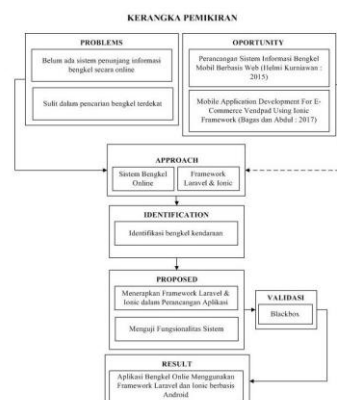 KERANGKA PEMIKIRAN
PROBLEMS
Belum ada sistem penunjang informasi
bengkel secara online
Sulit dalam pencarian bengkel terdekat
OPORTUNITY
Perancangan Sistem Informasi Bengkel
Mobil Berbasis Wab (Helmi Kurniawan :
2015)
Mobile Application Development For E-
Commerce Vendpad Using Ionic
Framework (Bagas dan Abdul : 2017)
APPROACH
Sistem Bengkel
Online
Framework
Laravel & Ionic
IDENTIFICATION
Identifikasi bengkel kendaraan
PROPOSED
Menerapkan Framework Laravel &
Ionic dalam Perancangan Aplikasi
Menguji Fungsionalitas Sistem
VALIDASI
Blackbox
RESULT
Aplikasi Bengkel Onlie Menggunakan
Framework Laravel dan Ionic berbasis
Android